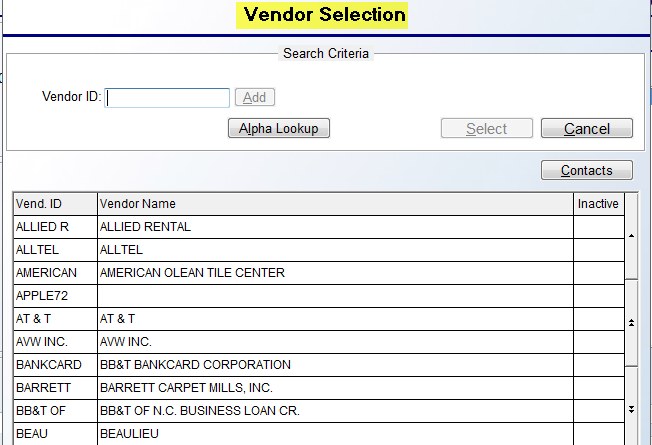 Vendor Selection
Search Criteria
Vendor ID: Add
Alpha Lookup Select Cancel
Contacts
Vend. ID Vendor Name Inactive
ALLIED R ALLIED RENTAL
ALLTEL ALLTEL
AMERICAN AMERICAN OLEAN TILE CENTER
APPLE72
AT & T AT & T
AVW INC. AVW INC.
BANKCARD BB&T BANKCARD CORPORATION
BARRETT BARRETT CARPET MILLS, INC.
BB&T OF BB&T OF N.C. BUSINESS LOAN CR.
BEAU BEAULIEU